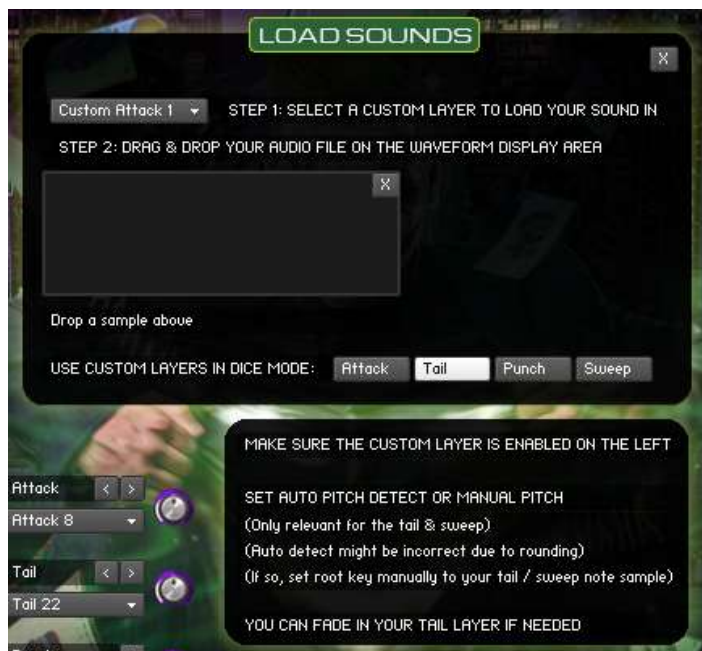 LOAD SOUNDS
X
Custom Attack 1
STEP 1: SELECT A CUSTOM LAYER TO LOAD YOUR SOUND IN
STEP 2: DRAG & DROP YOUR AUDIO FILE ON THE WAVEFORM DISPLAY AREA
X
Drop a sample above
USE CUSTOM LAYERS IN DICE MODE: Attack Tail Punch Sweep
MAKE SURE THE CUSTOM LAYER IS ENABLED ON THE LEFT
SET AUTO PITCH DETECT OR MANUAL PITCH
(Only relevant for the tail & sweep)
(Auto detect might be incorrect due to rounding)
(If so, set root key manually to your tail / sweep note sample)
YOU CAN FADE IN YOUR TAIL LAYER IF NEEDED
Attack < >
Attack 8
Tail < >
Tail 22